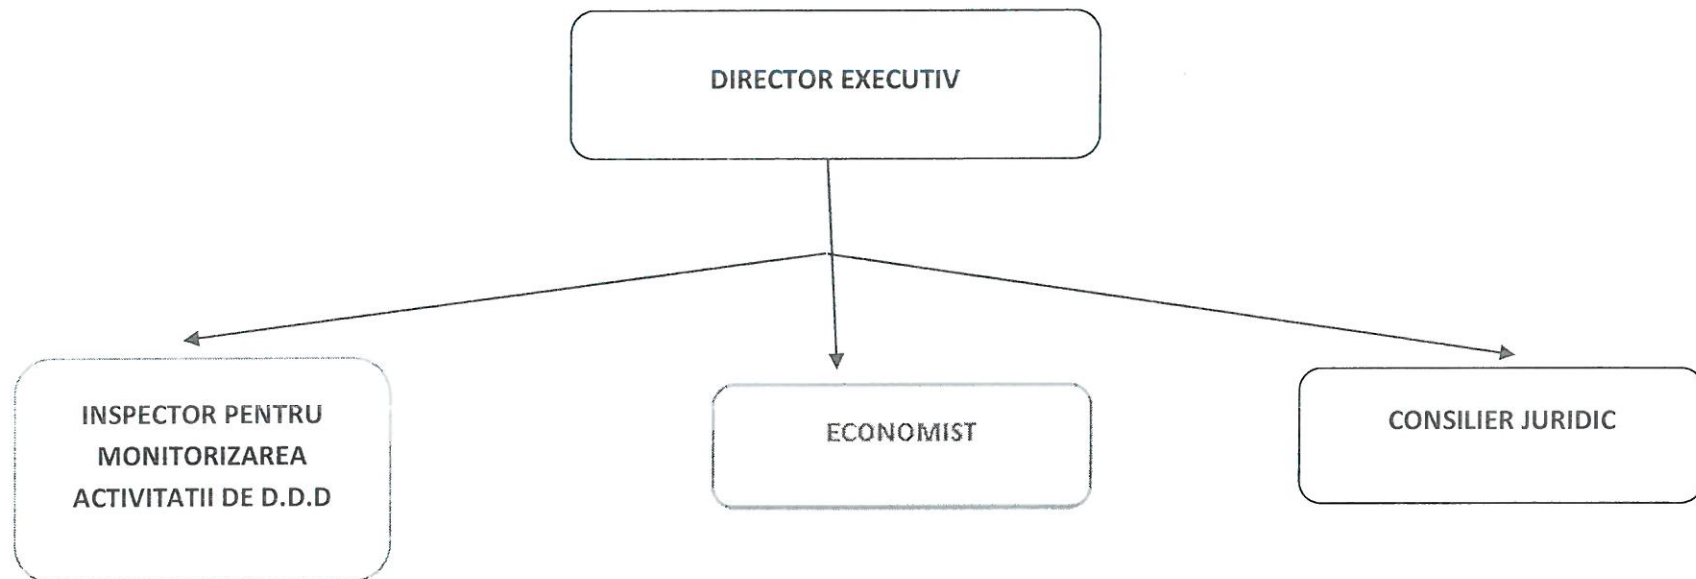 DIRECTOR EXECUTIV
INSPECTOR PENTRU
MONITORIZAREA
ACTIVITATII DE D.D.D
ECONOMIST
CONSILIER JURIDIC